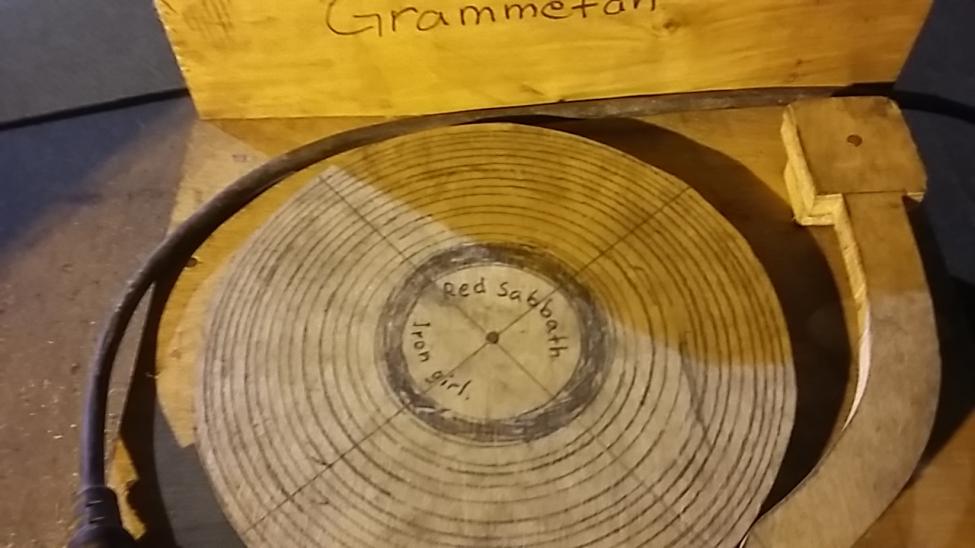 Grammefan
Red Sabbath
Iron girl.